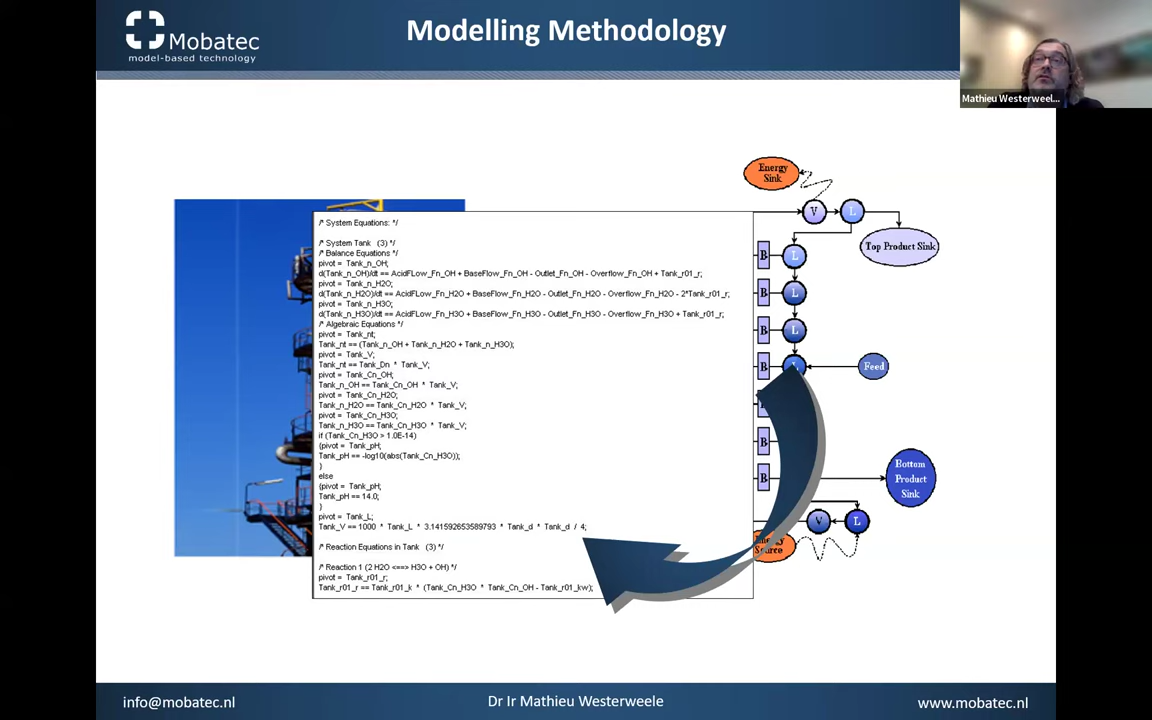 Mobatec
model-based technology
Modelling Methodology
Mathieu Westerweel...
/* System Equations: */
/* System Tank (3) */
/* Balance Equations */
pivot = Tank_n_OH;
d(Tank_n_OH)/dt == AcidFLow_Fn_OH + BaseFlow_Fn_OH - Outlet_Fn_OH - Overflow_Fn_OH + Tank_r01_r;
pivot = Tank_n_H2O;
d(Tank_n_H2O)/dt == AcidFLow_Fn_H2O + BaseFlow_Fn_H2O - Outlet_Fn_H2O - Overflow_Fn_H2O - 2*Tank_r01_r;
pivot = Tank_n_H3O;
d(Tank_n_H3O)/dt == AcidFLow_Fn_H3O + BaseFlow_Fn_H3O - Outlet_Fn_H3O - Overflow_Fn_H3O + Tank_r01_r;
/* Algebraic Equations */
pivot = Tank_nt;
Tank_nt == (Tank_n_OH + Tank_n_H2O + Tank_n_H3O);
pivot = Tank_V;
Tank_nt == Tank_Dn * Tank_V;
pivot = Tank_Cn_OH;
Tank_n_OH == Tank_Cn_OH * Tank_V;
pivot = Tank_Cn_H2O;
Tank_n_H2O == Tank_Cn_H2O * Tank_V;
pivot = Tank_Cn_H3O;
Tank_n_H3O == Tank_Cn_H3O * Tank_V;
if (Tank_Cn_H3O > 1.0E-14)
{pivot = Tank_pH;
Tank_pH == -log10(abs(Tank_Cn_H3O));
}
else
{pivot = Tank_pH;
Tank_pH == 14.0;
}
pivot = Tank_L;
Tank_V == 1000 * Tank_L * 3.141592653589793 * Tank_d * Tank_d / 4;
/* Reaction Equations in Tank (3) */
/* Reaction 1 (2 H2O <==> H3O + OH) */
pivot = Tank_r01_r;
Tank_r01_r == Tank_r01_k * (Tank_Cn_H3O * Tank_Cn_OH - Tank_r01_kw);
Energy
Sink
V
L
Top Product Sink
B
L
B
L
B
L
B
Feed
B
B
Bottom
Product
Sink
V
L
Energy
Source
info@mobatec.nl
Dr Ir Mathieu Westerweele
www.mobatec.nl